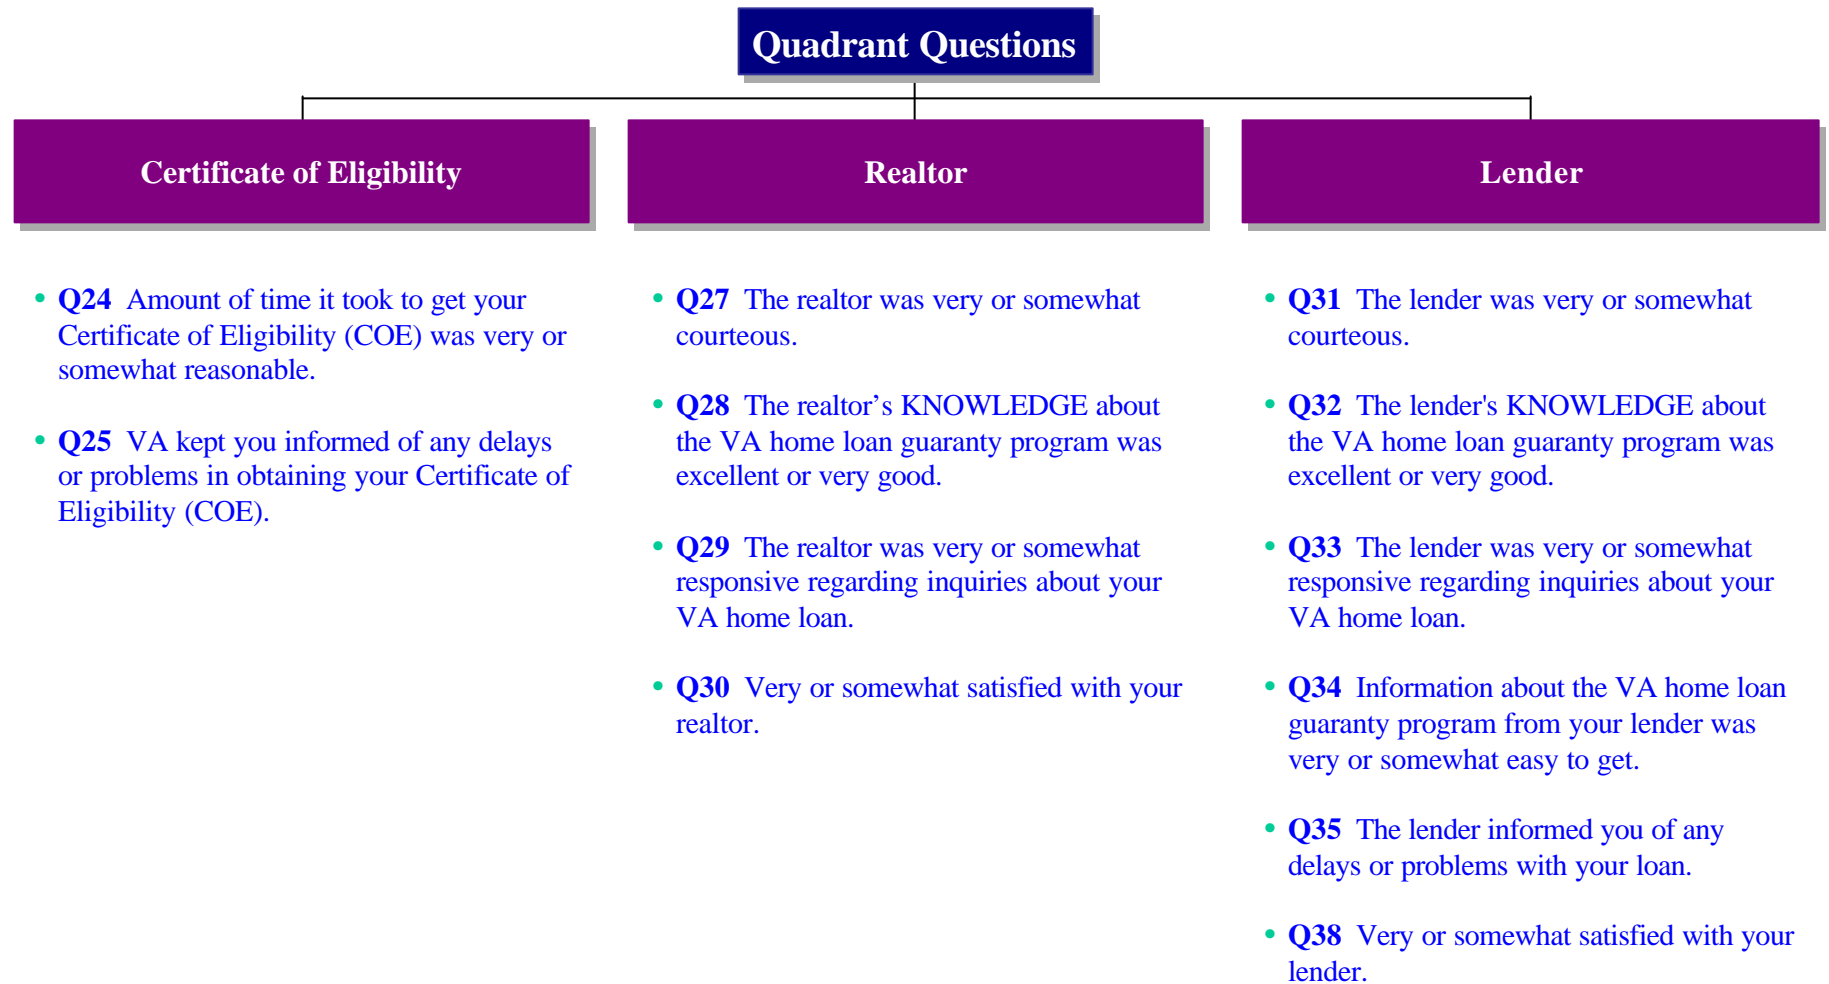 Quadrant Questions
Certificate of Eligibility
• Q24 Amount of time it took to get your
Certificate of Eligibility (COE) was very or
somewhat reasonable.
• Q25 VA kept you informed of any delays
or problems in obtaining your Certificate of
Eligibility (COE).
Realtor
• Q27 The realtor was very or somewhat
courteous.
• Q28 The realtor’s KNOWLEDGE about
the VA home loan guaranty program was
excellent or very good.
• Q29 The realtor was very or somewhat
responsive regarding inquiries about your
VA home loan.
• Q30 Very or somewhat satisfied with your
realtor.
Lender
• Q31 The lender was very or somewhat
courteous.
• Q32 The lender's KNOWLEDGE about
the VA home loan guaranty program was
excellent or very good.
• Q33 The lender was very or somewhat
responsive regarding inquiries about your
VA home loan.
• Q34 Information about the VA home loan
guaranty program from your lender was
very or somewhat easy to get.
• Q35 The lender informed you of any
delays or problems with your loan.
• Q38 Very or somewhat satisfied with your
lender.